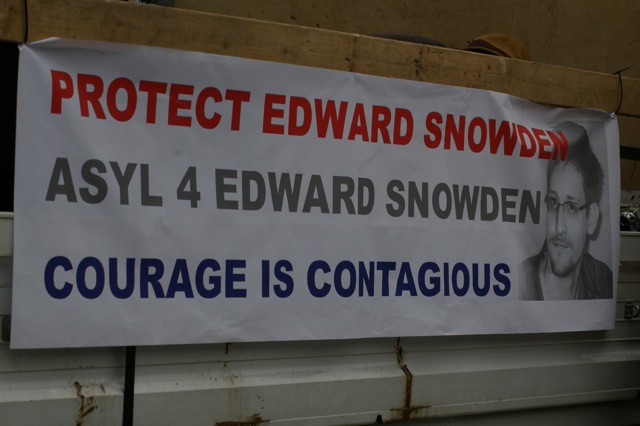 PROTECT EDWARD SNOWDEN
ASYL 4 EDWARD SNOWDEN
COURAGE IS CONTAGIOUS